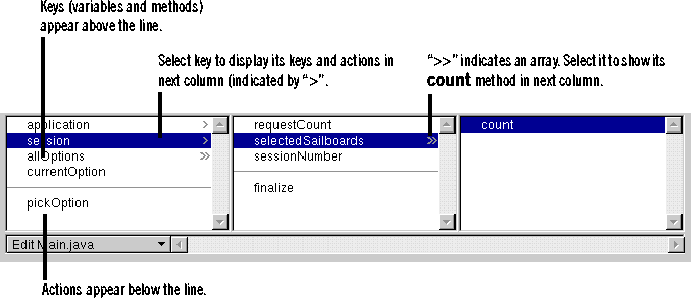 Keys (variables and methods)
appear above the line.
Select key to display its keys and actions in
next column (indicated by “>”.
“>>” indicates an array. Select it to show its
count method in next column.
application >
session >
allOptions >>
currentOption
pickOption
requestCount
selectedSailboards >>
sessionNumber
finalize
count
Edit Main.java
Actions appear below the line.